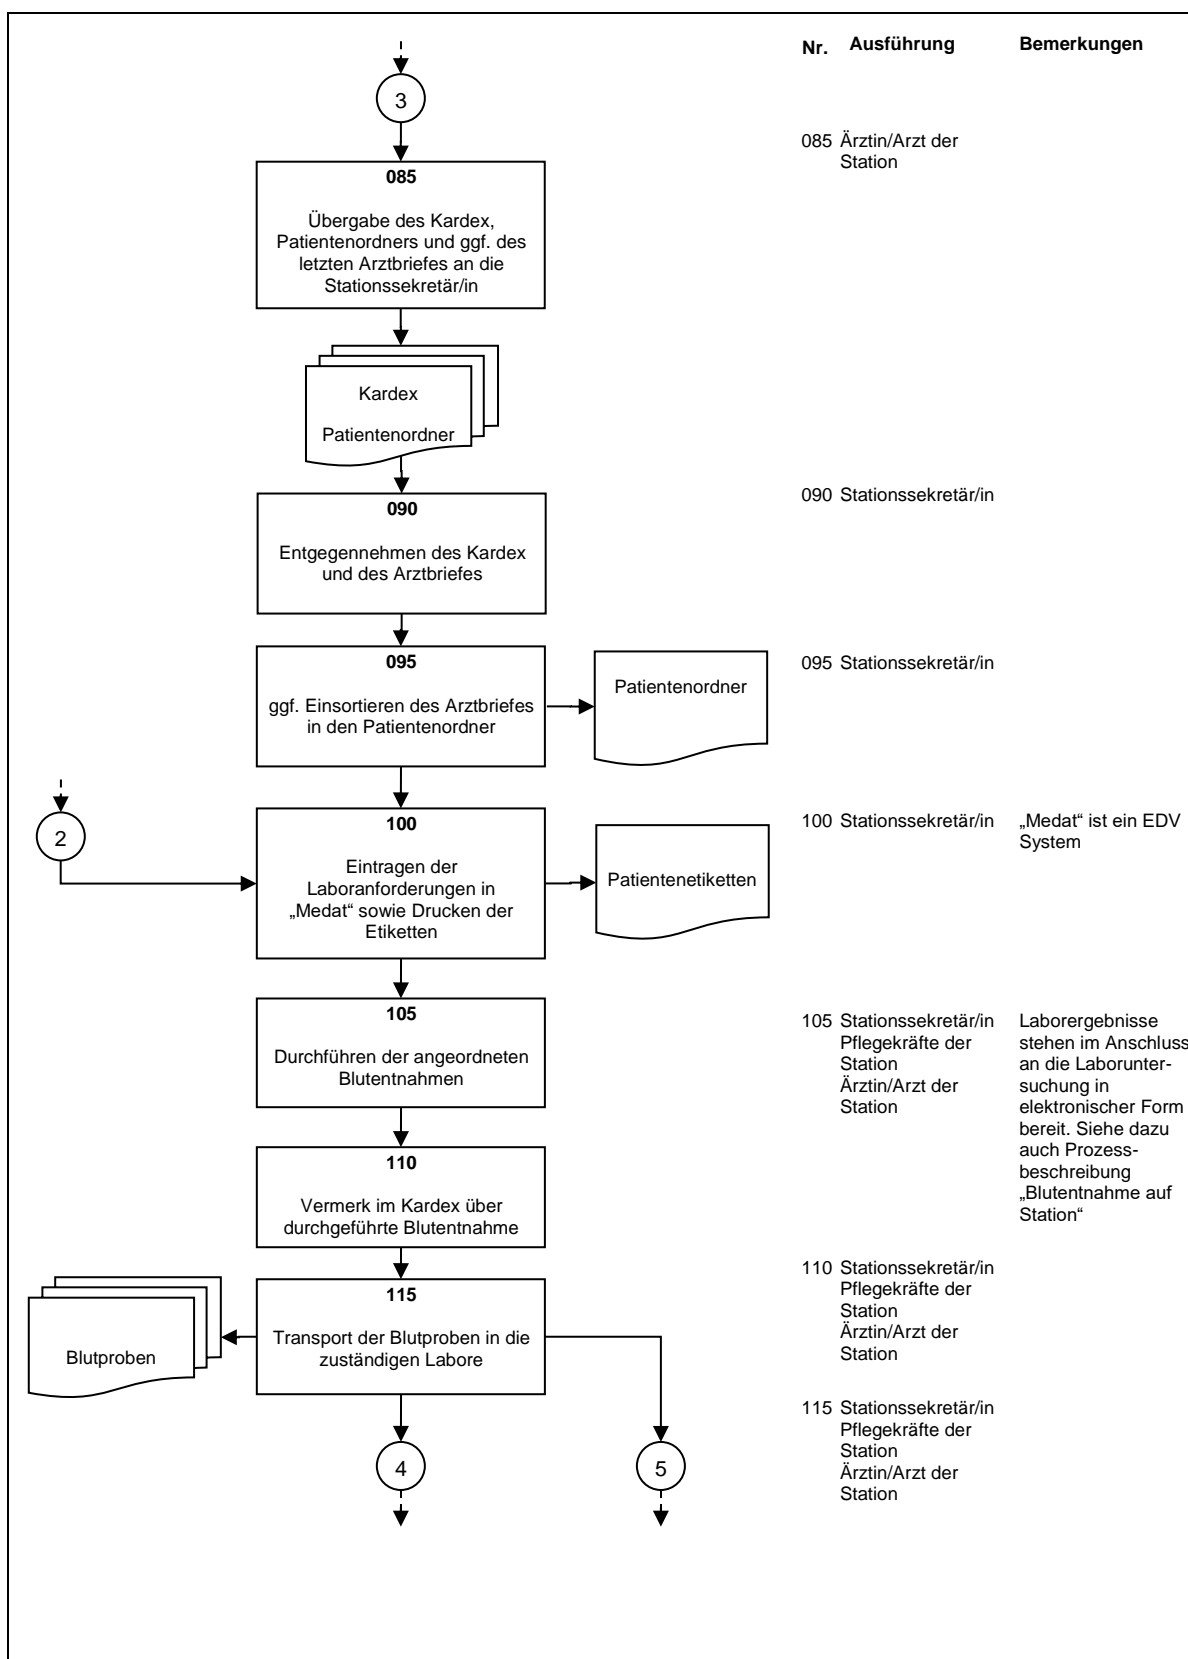 Nr. Ausführung Bemerkungen
3
085 Ärztin/Arzt der
Station
085
Übergabe des Kardex,
Patientenordners und ggf. des
letzten Arztbriefes an die
Stationssekretär/in
Kardex
Patientenordner
090 Stationssekretär/in
090
Entgegennehmen des Kardex
und des Arztbriefes
095 Stationssekretär/in
095
ggf. Einsortieren des Arztbriefes
in den Patientenordner
Patientenordner
2
100 Stationssekretär/in „Medat“ ist ein EDV
System
100
Eintragen der
Laboranforderungen in
„Medat“ sowie Drucken der
Etiketten
Patientenetiketten
105
Durchführen der angeordneten
Blutentnahmen
105 Stationssekretär/in
Pflegekräfte der
Station
Ärztin/Arzt der
Station
Laborergebnisse
stehen im Anschluss
an die Laborunter-
suchung in
elektronischer Form
bereit. Siehe dazu
auch Prozess-
beschreibung
„Blutentnahme auf
Station“
110
Vermerk im Kardex über
durchgeführte Blutentnahme
110 Stationssekretär/in
Pflegekräfte der
Station
Ärztin/Arzt der
Station
115
Transport der Blutproben in die
zuständigen Labore
Blutproben
115 Stationssekretär/in
Pflegekräfte der
Station
Ärztin/Arzt der
Station
4
5